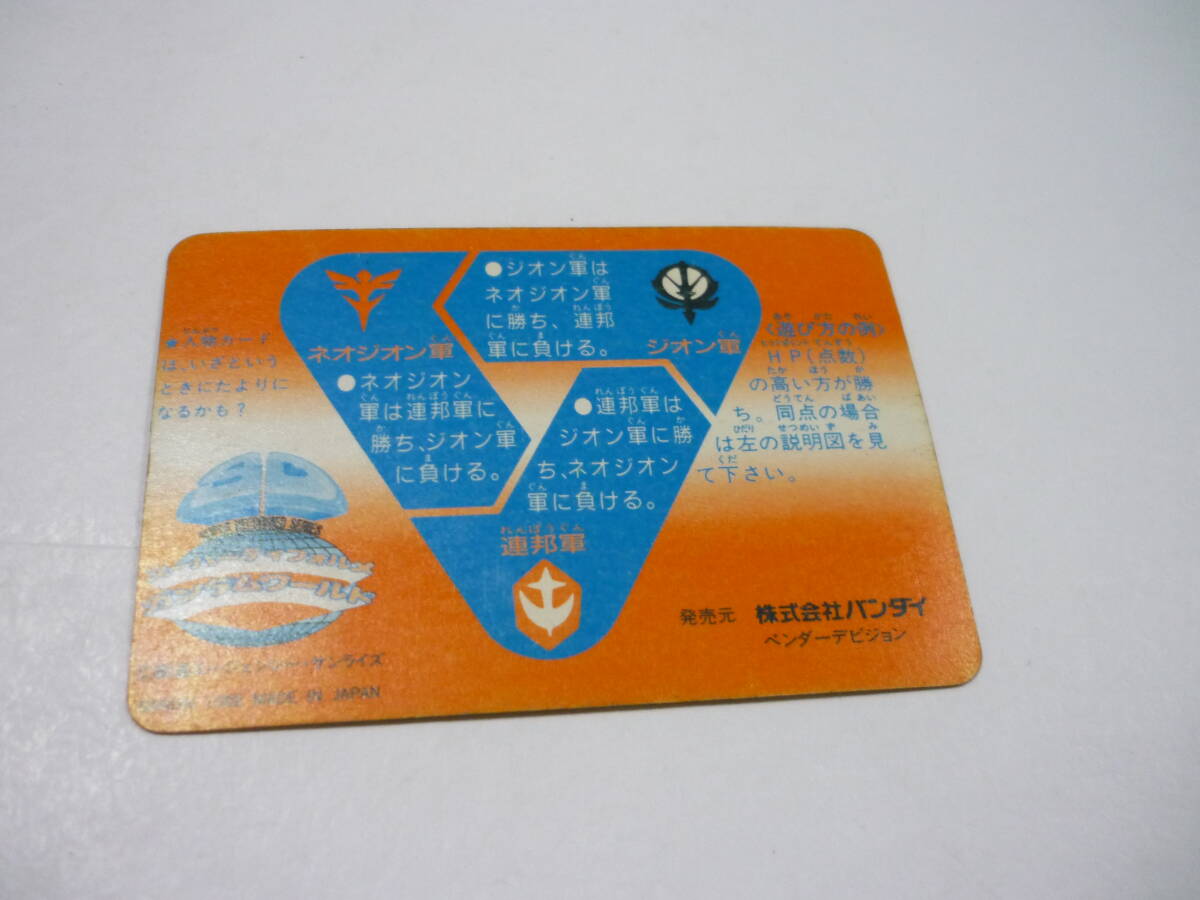 ★人物カード
は、いざという
ときにたよりに
なるかも？
ネオジオン軍
●ジオン軍は
ネオジオン軍
に勝ち、連邦
軍に負ける。
ジオン軍
●ネオジオン
軍は連邦軍に
勝ち、ジオン軍
に負ける。
●連邦軍は
ジオン軍に勝
ち、ネオジオン
軍に負ける。
連邦軍
〈遊び方の例〉
HP(点数)
の高い方が勝
ち。同点の場合
は左の説明図を見
て下さい。
発売元 株式会社バンダイ
ベンダーデビジョン
サンライズ
MADE IN JAPAN